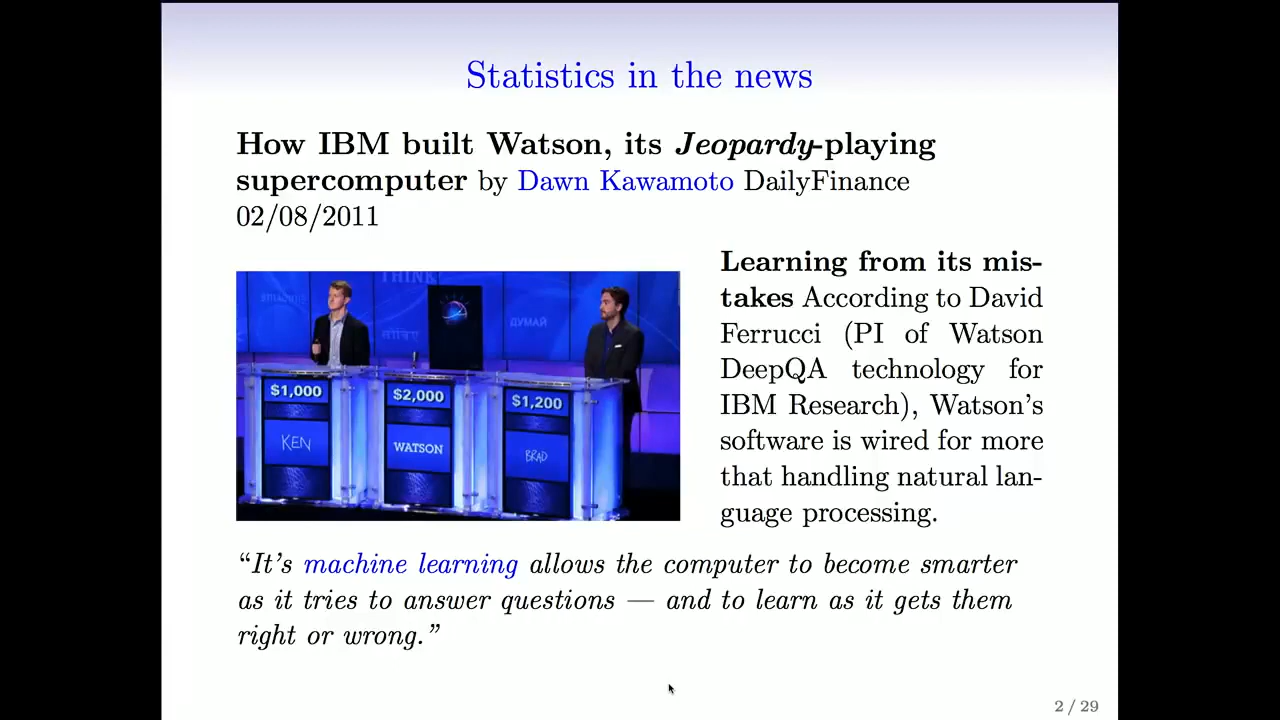 Statistics in the news
How IBM built Watson, its Jeopardy-playing
supercomputer by Dawn Kawamoto DailyFinance
02/08/2011
THINK
ДУМАЙ
$1,000
$2,000
$1,200
KEN
WATSON
BRAD
Learning from its mis-
takes According to David
Ferrucci (PI of Watson
DeepQA technology for
IBM Research), Watson's
software is wired for more
that handling natural lan-
guage processing.
“It's machine learning allows the computer to become smarter
as it tries to answer questions — and to learn as it gets them
right or wrong.”
2 / 29